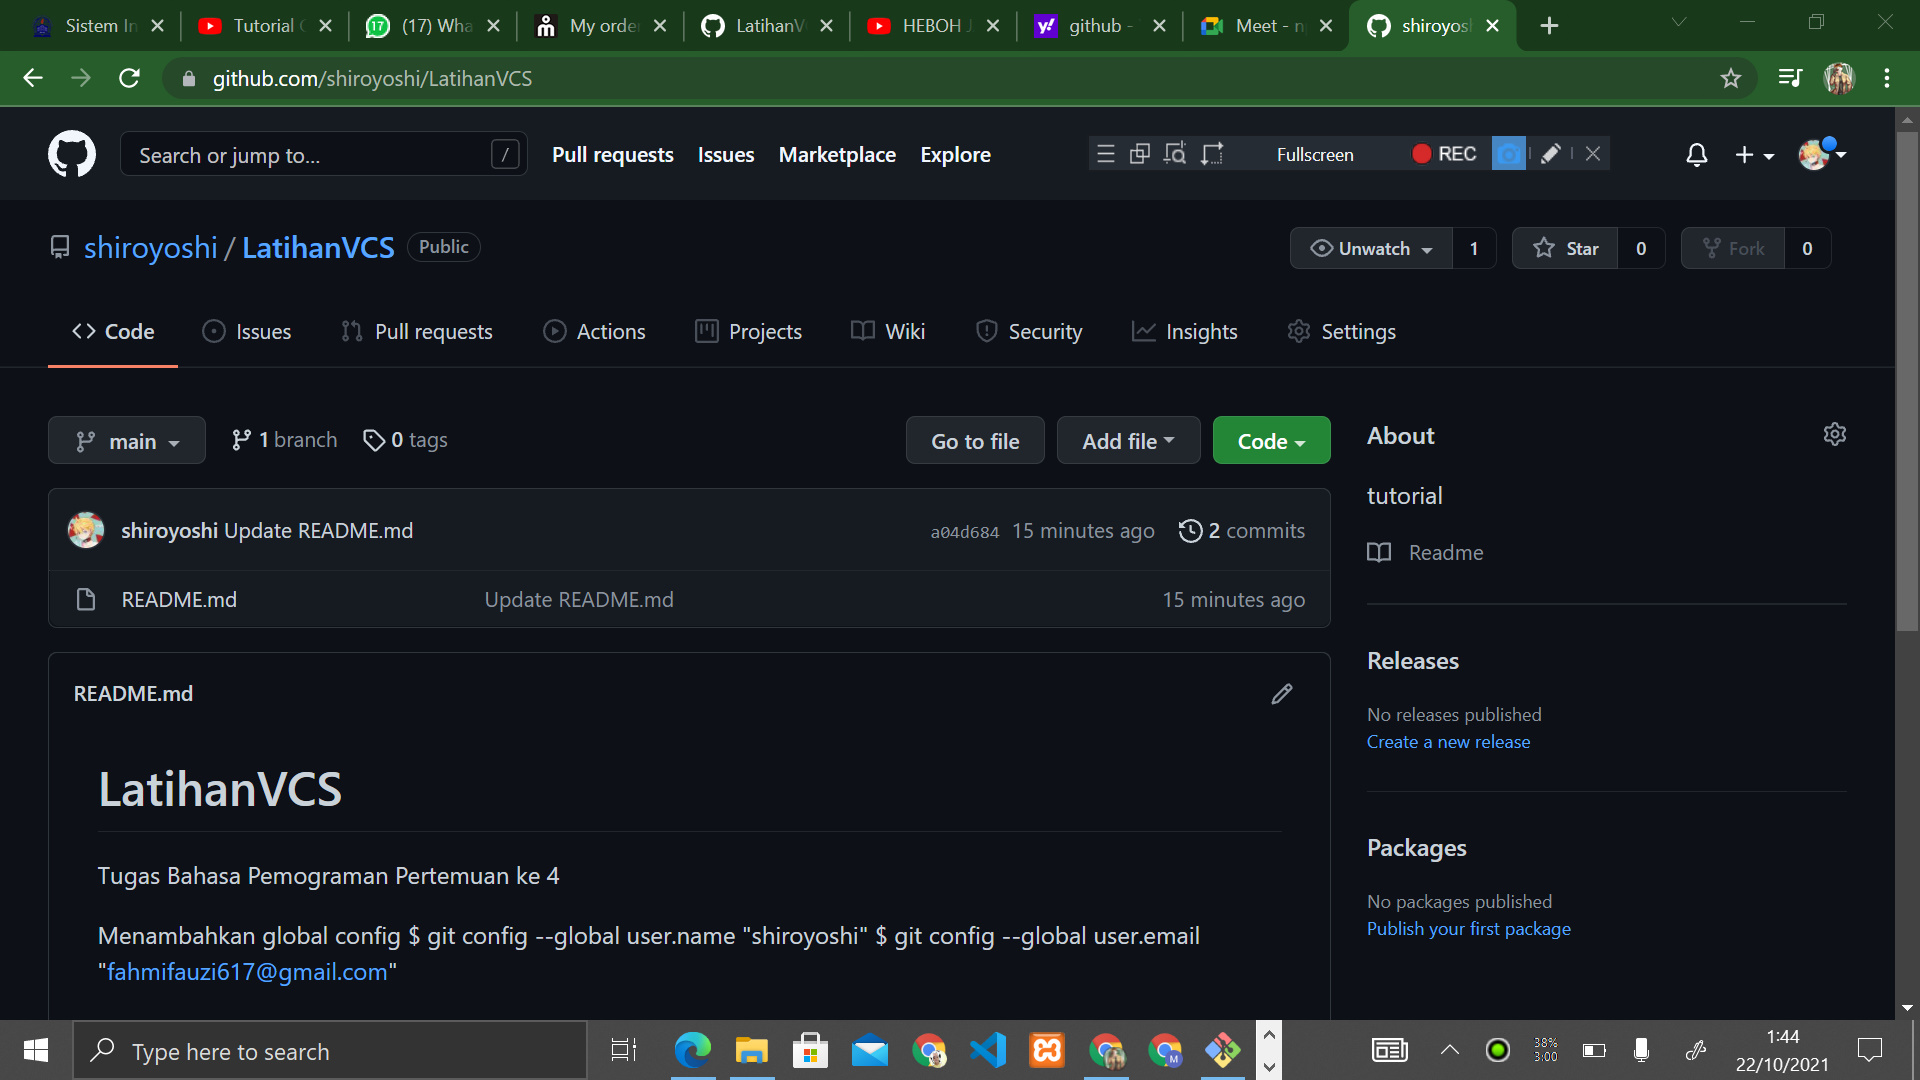 Sistem In
Tutorial
(17) Wha
My orde
LatihanV
HEBOH J
github -
Meet - n
shiroyosh
github.com/shiroyoshi/LatihanVCS
Search or jump to... /
Pull requests Issues Marketplace Explore
Fullscreen REC
shiroyoshi / LatihanVCS Public
Unwatch 1 Star 0 Fork 0
Code Issues Pull requests Actions Projects Wiki Security Insights Settings
main 1 branch 0 tags
Go to file Add file Code
About
tutorial
Readme
shiroyoshi Update README.md a04d684 15 minutes ago 2 commits
README.md Update README.md 15 minutes ago
Releases
No releases published
Create a new release
Packages
No packages published
Publish your first package
README.md
LatihanVCS
Tugas Bahasa Pemograman Pertemuan ke 4
Menambahkan global config $ git config --global user.name "shiroyoshi" $ git config --global user.email
"fahmifauzi617@gmail.com"
Type here to search
38%
3:00
1:44
22/10/2021